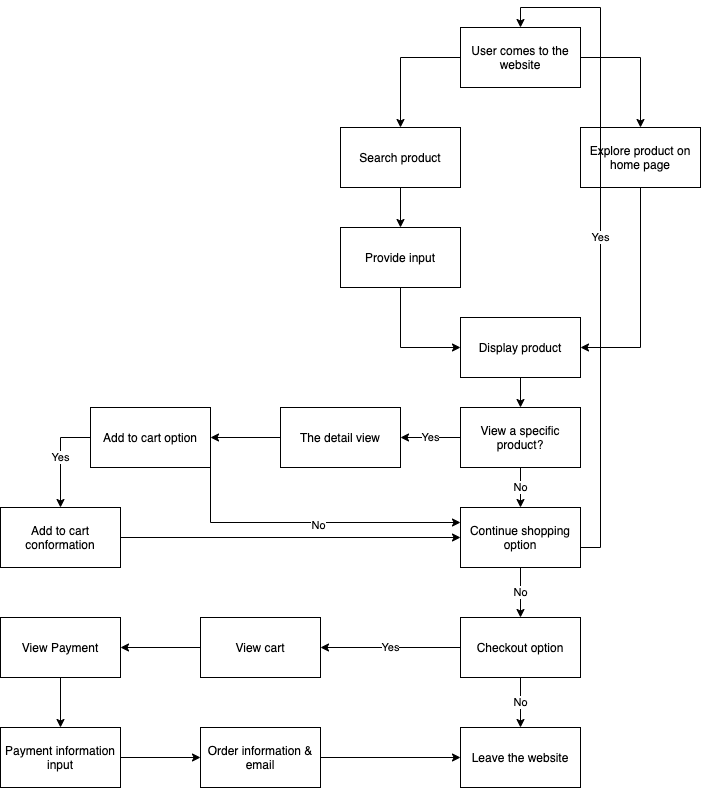 User comes to the
website
Search product
Explore product on
home page
Yes
Provide input
Display product
Add to cart option
The detail view
Yes
View a specific
product?
Yes
No
Add to cart
conformation
No
Continue shopping
option
No
View Payment
View cart
Yes
Checkout option
No
Payment information
input
Order information &
email
Leave the website